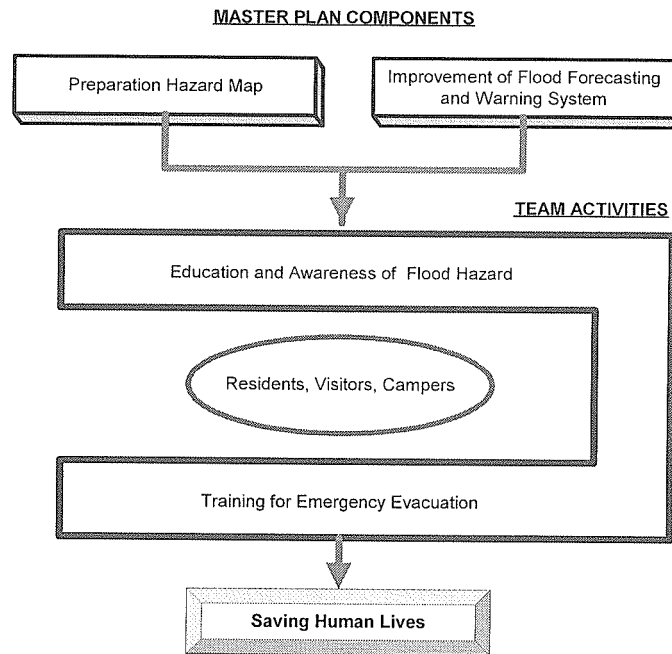 MASTER PLAN COMPONENTS
Preparation Hazard Map
Improvement of Flood Forecasting
and Warning System
TEAM ACTIVITIES
Education and Awareness of Flood Hazard
Residents, Visitors, Campers
Training for Emergency Evacuation
Saving Human Lives